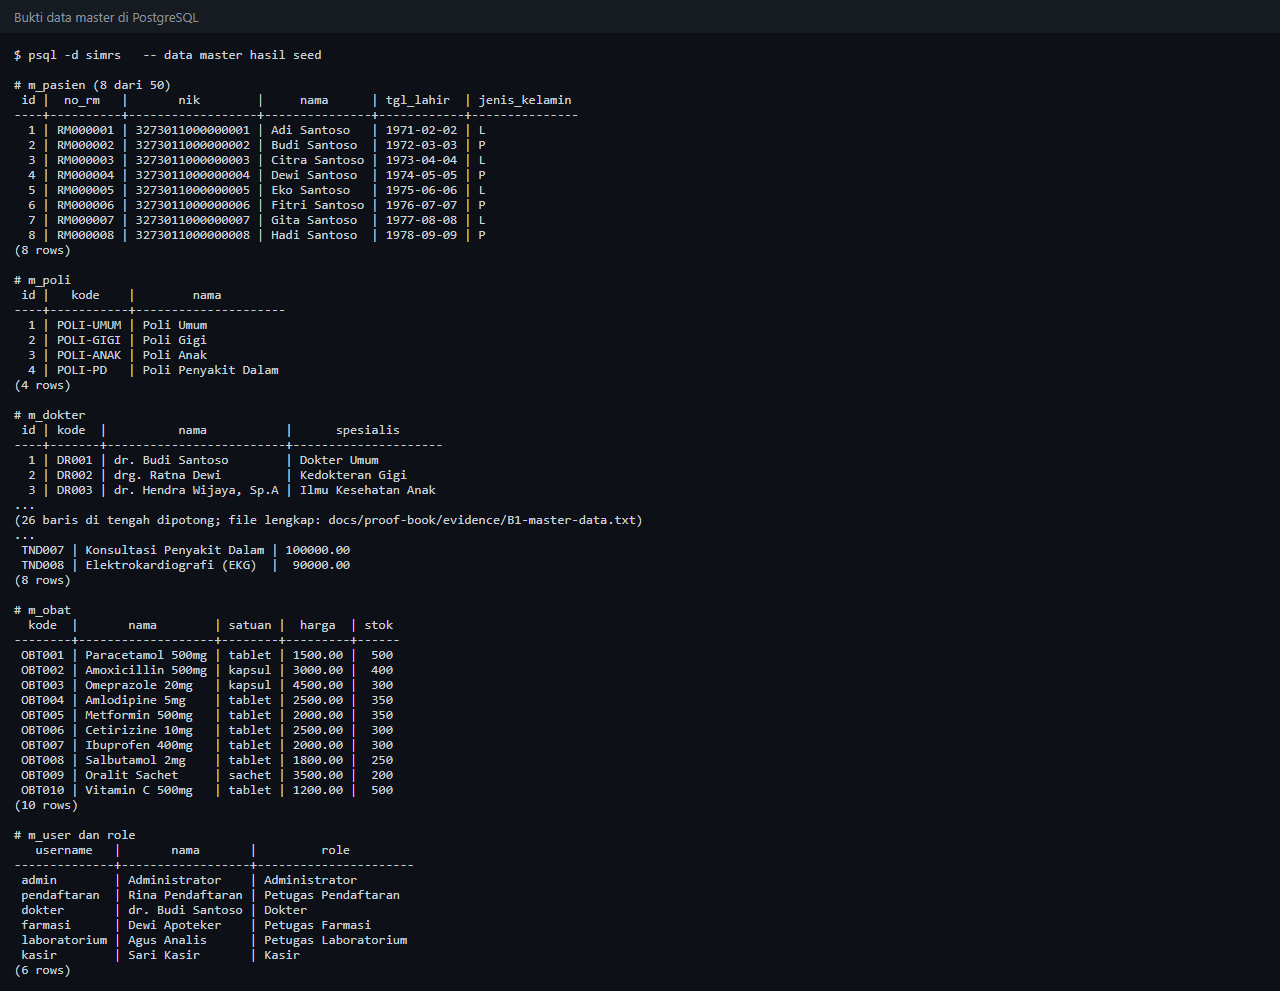 Bukti data master di PostgreSQL
$ psql -d simrs   -- data master hasil seed
# m_pasien (8 dari 50)
 id |  no_rm   |       nik        |     nama      | tgl_lahir  | jenis_kelamin
----+----------+------------------+---------------+------------+---------------
  1 | RM000001 | 3273011000000001 | Adi Santoso   | 1971-02-02 | L
  2 | RM000002 | 3273011000000002 | Budi Santoso  | 1972-03-03 | P
  3 | RM000003 | 3273011000000003 | Citra Santoso | 1973-04-04 | L
  4 | RM000004 | 3273011000000004 | Dewi Santoso  | 1974-05-05 | P
  5 | RM000005 | 3273011000000005 | Eko Santoso   | 1975-06-06 | L
  6 | RM000006 | 3273011000000006 | Fitri Santoso | 1976-07-07 | P
  7 | RM000007 | 3273011000000007 | Gita Santoso  | 1977-08-08 | L
  8 | RM000008 | 3273011000000008 | Hadi Santoso  | 1978-09-09 | P
(8 rows)
# m_poli
 id |   kode    |        nama
----+-----------+---------------------
  1 | POLI-UMUM | Poli Umum
  2 | POLI-GIGI | Poli Gigi
  3 | POLI-ANAK | Poli Anak
  4 | POLI-PD   | Poli Penyakit Dalam
(4 rows)
# m_dokter
 id | kode  |          nama           |      spesialis
----+-------+-------------------------+---------------------
  1 | DR001 | dr. Budi Santoso        | Dokter Umum
  2 | DR002 | drg. Ratna Dewi         | Kedokteran Gigi
  3 | DR003 | dr. Hendra Wijaya, Sp.A | Ilmu Kesehatan Anak
...
(26 baris di tengah dipotong; file lengkap: docs/proof-book/evidence/B1-master-data.txt)
...
 TND007 | Konsultasi Penyakit Dalam | 100000.00
 TND008 | Elektrokardiografi (EKG)  |  90000.00
(8 rows)
# m_obat
  kode  |       nama        | satuan |  harga  | stok
--------+-------------------+--------+---------+------
 OBT001 | Paracetamol 500mg | tablet | 1500.00 |  500
 OBT002 | Amoxicillin 500mg | kapsul | 3000.00 |  400
 OBT003 | Omeprazole 20mg   | kapsul | 4500.00 |  300
 OBT004 | Amlodipine 5mg    | tablet | 2500.00 |  350
 OBT005 | Metformin 500mg   | tablet | 2000.00 |  350
 OBT006 | Cetirizine 10mg   | tablet | 2500.00 |  300
 OBT007 | Ibuprofen 400mg   | tablet | 2000.00 |  300
 OBT008 | Salbutamol 2mg    | tablet | 1800.00 |  250
 OBT009 | Oralit Sachet     | sachet | 3500.00 |  200
 OBT010 | Vitamin C 500mg   | tablet | 1200.00 |  500
(10 rows)
# m_user dan role
   username   |       nama       |         role
--------------+------------------+----------------------
 admin        | Administrator    | Administrator
 pendaftaran  | Rina Pendaftaran | Petugas Pendaftaran
 dokter       | dr. Budi Santoso | Dokter
 farmasi      | Dewi Apoteker    | Petugas Farmasi
 laboratorium | Agus Analis      | Petugas Laboratorium
 kasir        | Sari Kasir       | Kasir
(6 rows)